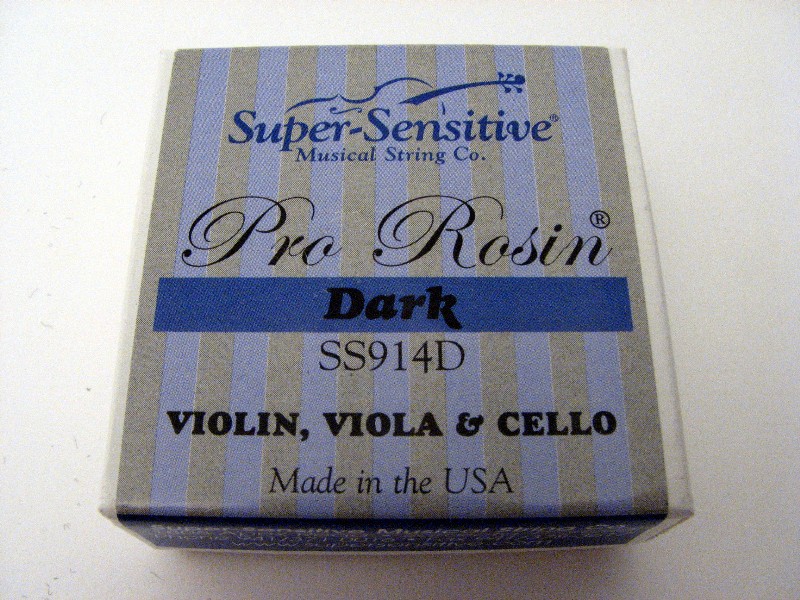 Super-Sensitive®
Musical String Co.
Pro Rosin®
Dark
SS914D
VIOLIN, VIOLA & CELLO
Made in the USA